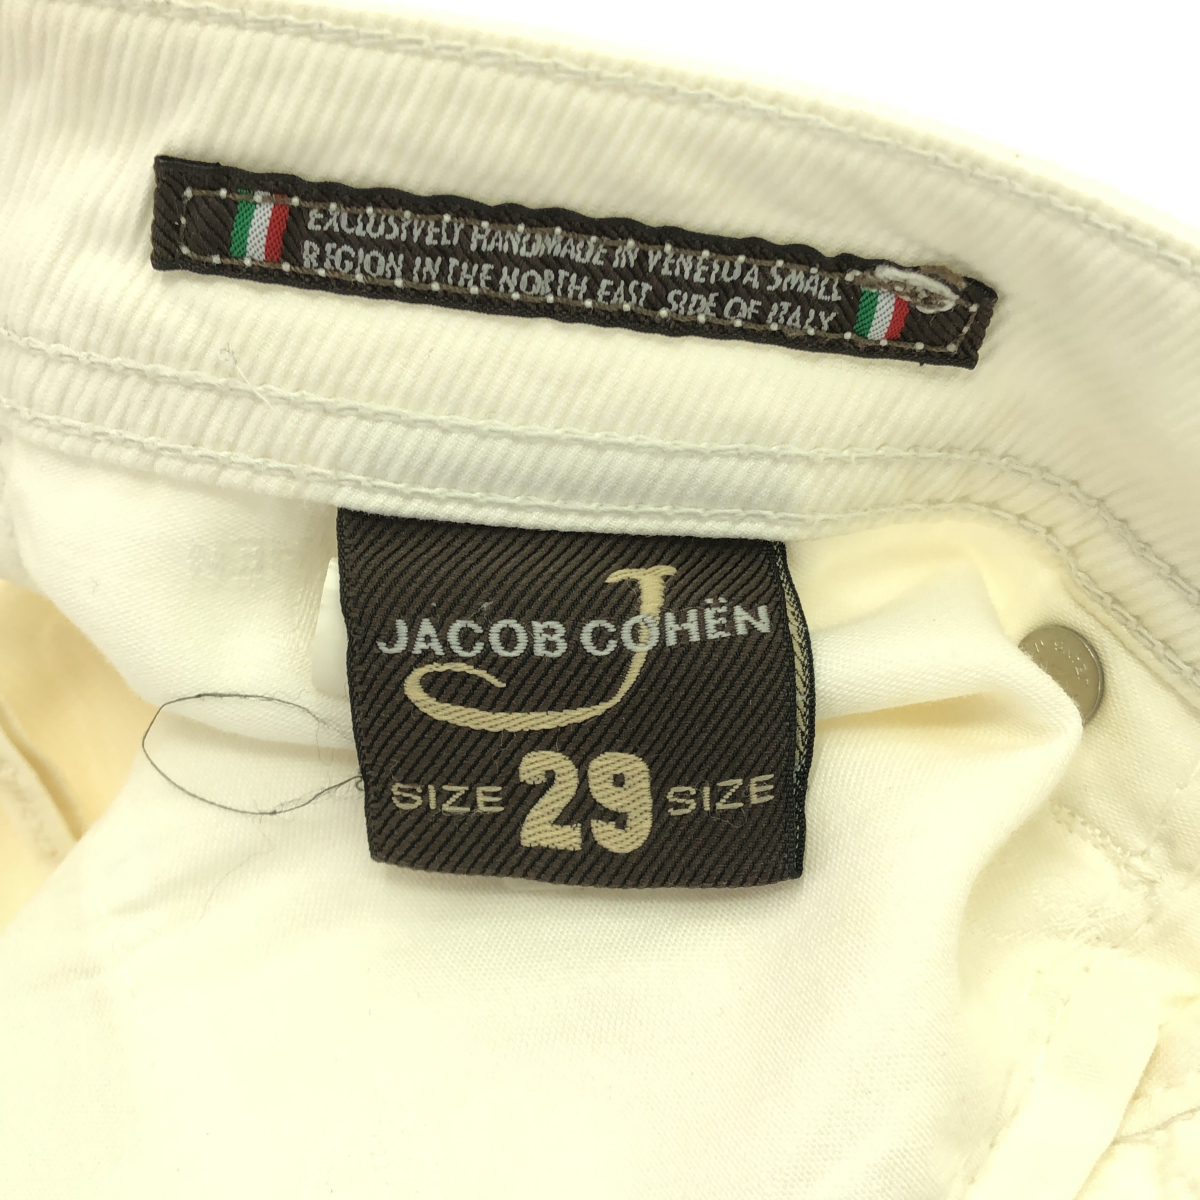 EXCLUSIVELY HANDMADE IN VENETO A SMALL
REGION IN THE NORTH EAST SIDE OF ITALY
J
JACOB COHËN
SIZE 29 SIZE